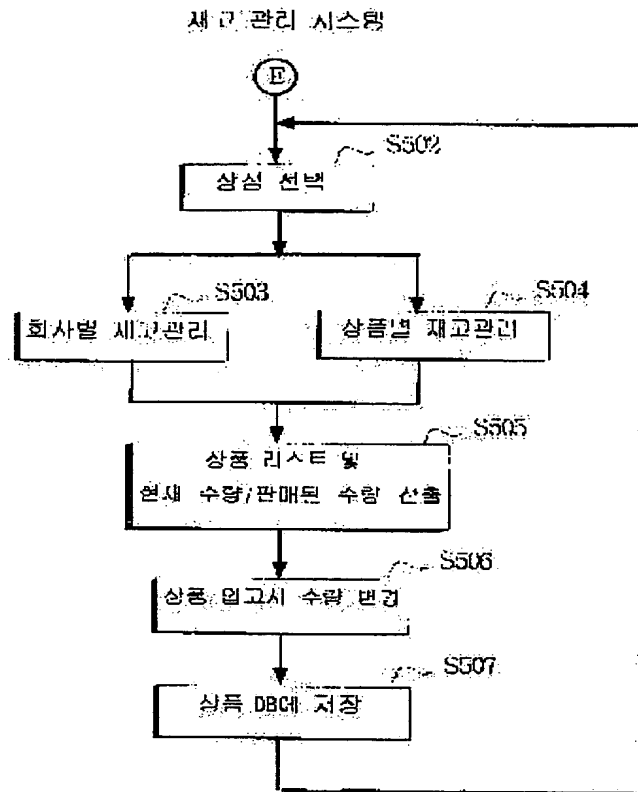 재고 관리 시스템
E
S502
상점 선택
S503
회사별 재고관리
S504
상품별 재고관리
S505
상품 리스트 및
현재 수량/판매된 수량 산출
S506
상품 입고시 수량 변경
S507
상품 DB에 저장